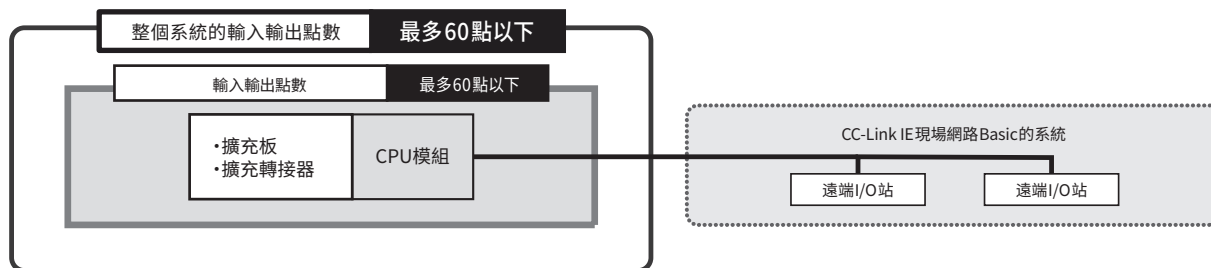 整個系統的輸入輸出點數 最多60點以下
輸入輸出點數 最多60點以下
•擴充板
•擴充轉接器
CPU模組
CC-Link IE現場網路Basic的系統
遠端I/O站 遠端I/O站